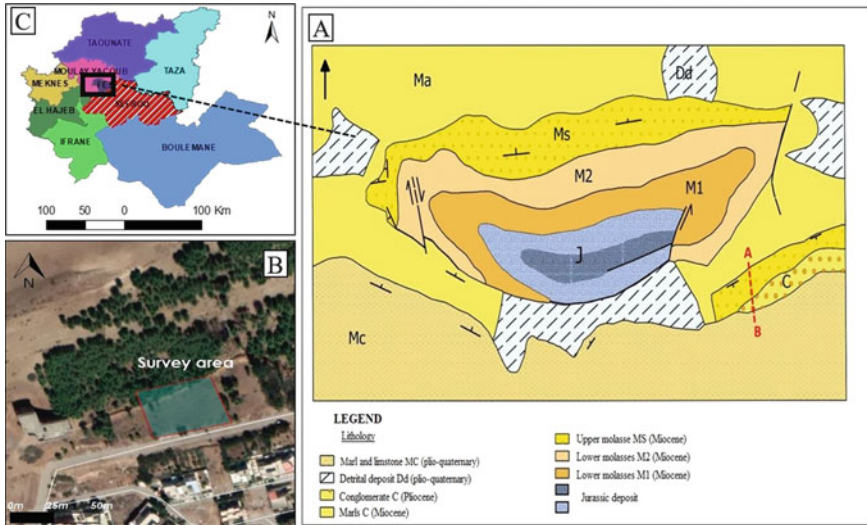 C
TAOUNATE
N
TAZA
MOULAY YACOUB
MEKNES
FES
SEFROU
EL HAJEB
IFRANE
BOULEMANE
100 50 0 100 Km
B
N
Survey area
0m 25m 50m
A
Ma
Dd
Ms
M2
M1
J
A
C
B
Mc
LEGEND
Lithology
Marl and limstone MC (plio-quaternary)
Detrital deposit Dd (plio-quaternary)
Conglomerate C (Pliocene)
Marls C (Miocene)
Upper molasse MS (Miocene)
Lower molasses M2 (Miocene)
Lower molasses M1 (Miocene)
Jurassic deposit